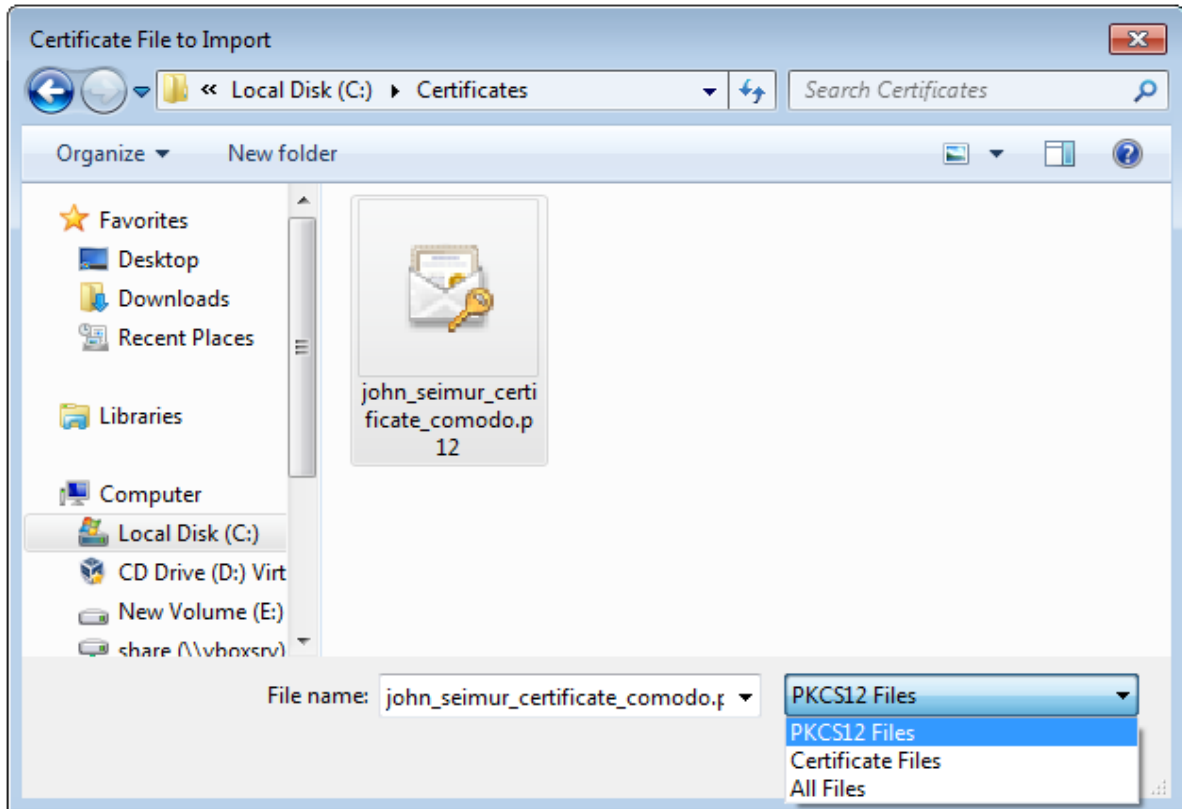 Certificate File to Import
« Local Disk (C:) Certificates
Search Certificates
Organize
New folder
Favorites
Desktop
Downloads
Recent Places
Libraries
Computer
Local Disk (C:)
CD Drive (D:) Virt
New Volume (E:)
share (\\vboxsrv)
john_seimur_certi
ficate_comodo.p
12
File name: john_seimur_certificate_comodo.p
PKCS12 Files
PKCS12 Files
Certificate Files
All Files